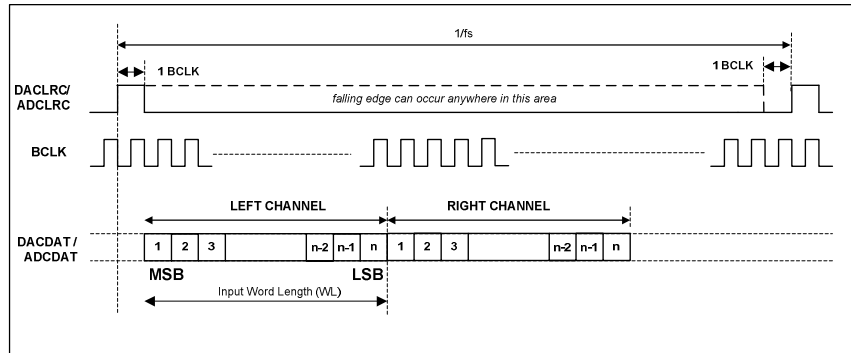 1/fs
1 BCLK
1 BCLK
DACLRC/
ADCLRC
falling edge can occur anywhere in this area
BCLK
LEFT CHANNEL
RIGHT CHANNEL
DACDAT /
ADCDAT
1 2 3 n-2 n-1 n 1 2 3 n-2 n-1 n
MSB
LSB
Input Word Length (WL)